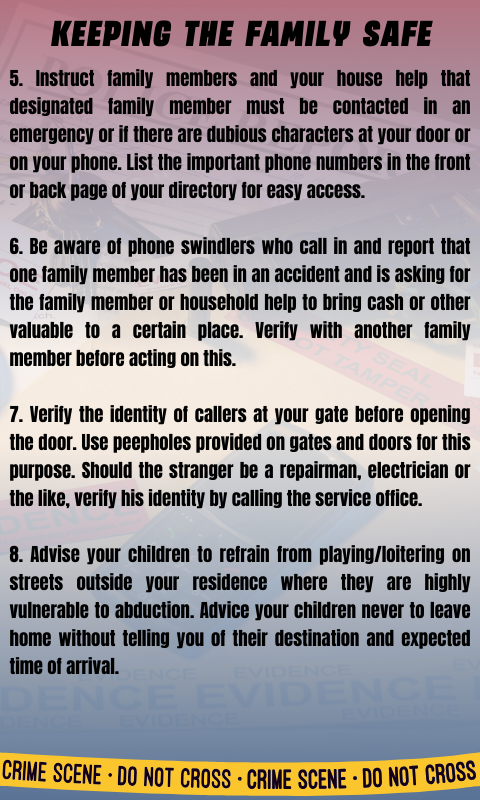 KEEPING THE FAMILY SAFE
5. Instruct family members and your house help that
designated family member must be contacted in an
emergency or if there are dubious characters at your door or
on your phone. List the important phone numbers in the front
or back page of your directory for easy access.
6. Be aware of phone swindlers who call in and report that
one family member has been in an accident and is asking for
the family member or household help to bring cash or other
valuable to a certain place. Verify with another family
member before acting on this.
7. Verify the identity of callers at your gate before opening
the door. Use peepholes provided on gates and doors for this
purpose. Should the stranger be a repairman, electrician or
the like, verify his identity by calling the service office.
8. Advise your children to refrain from playing/loitering on
streets outside your residence where they are highly
vulnerable to abduction. Advice your children never to leave
home without telling you of their destination and expected
time of arrival.
EVIDENCE
EVIDENCE EVIDENCE
EVIDENCE
CRIME SCENE · DO NOT CROSS · CRIME SCENE · DO NOT CROSS